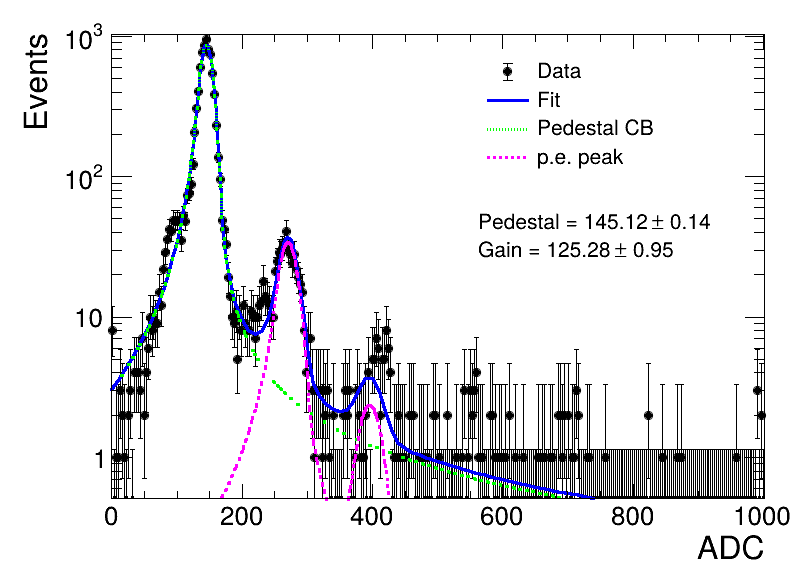 Events
10³
10²
10
1
Data
Fit
Pedestal CB
p.e. peak
Pedestal = 145.12 ± 0.14
Gain = 125.28 ± 0.95
0 200 400 600 800 1000
ADC